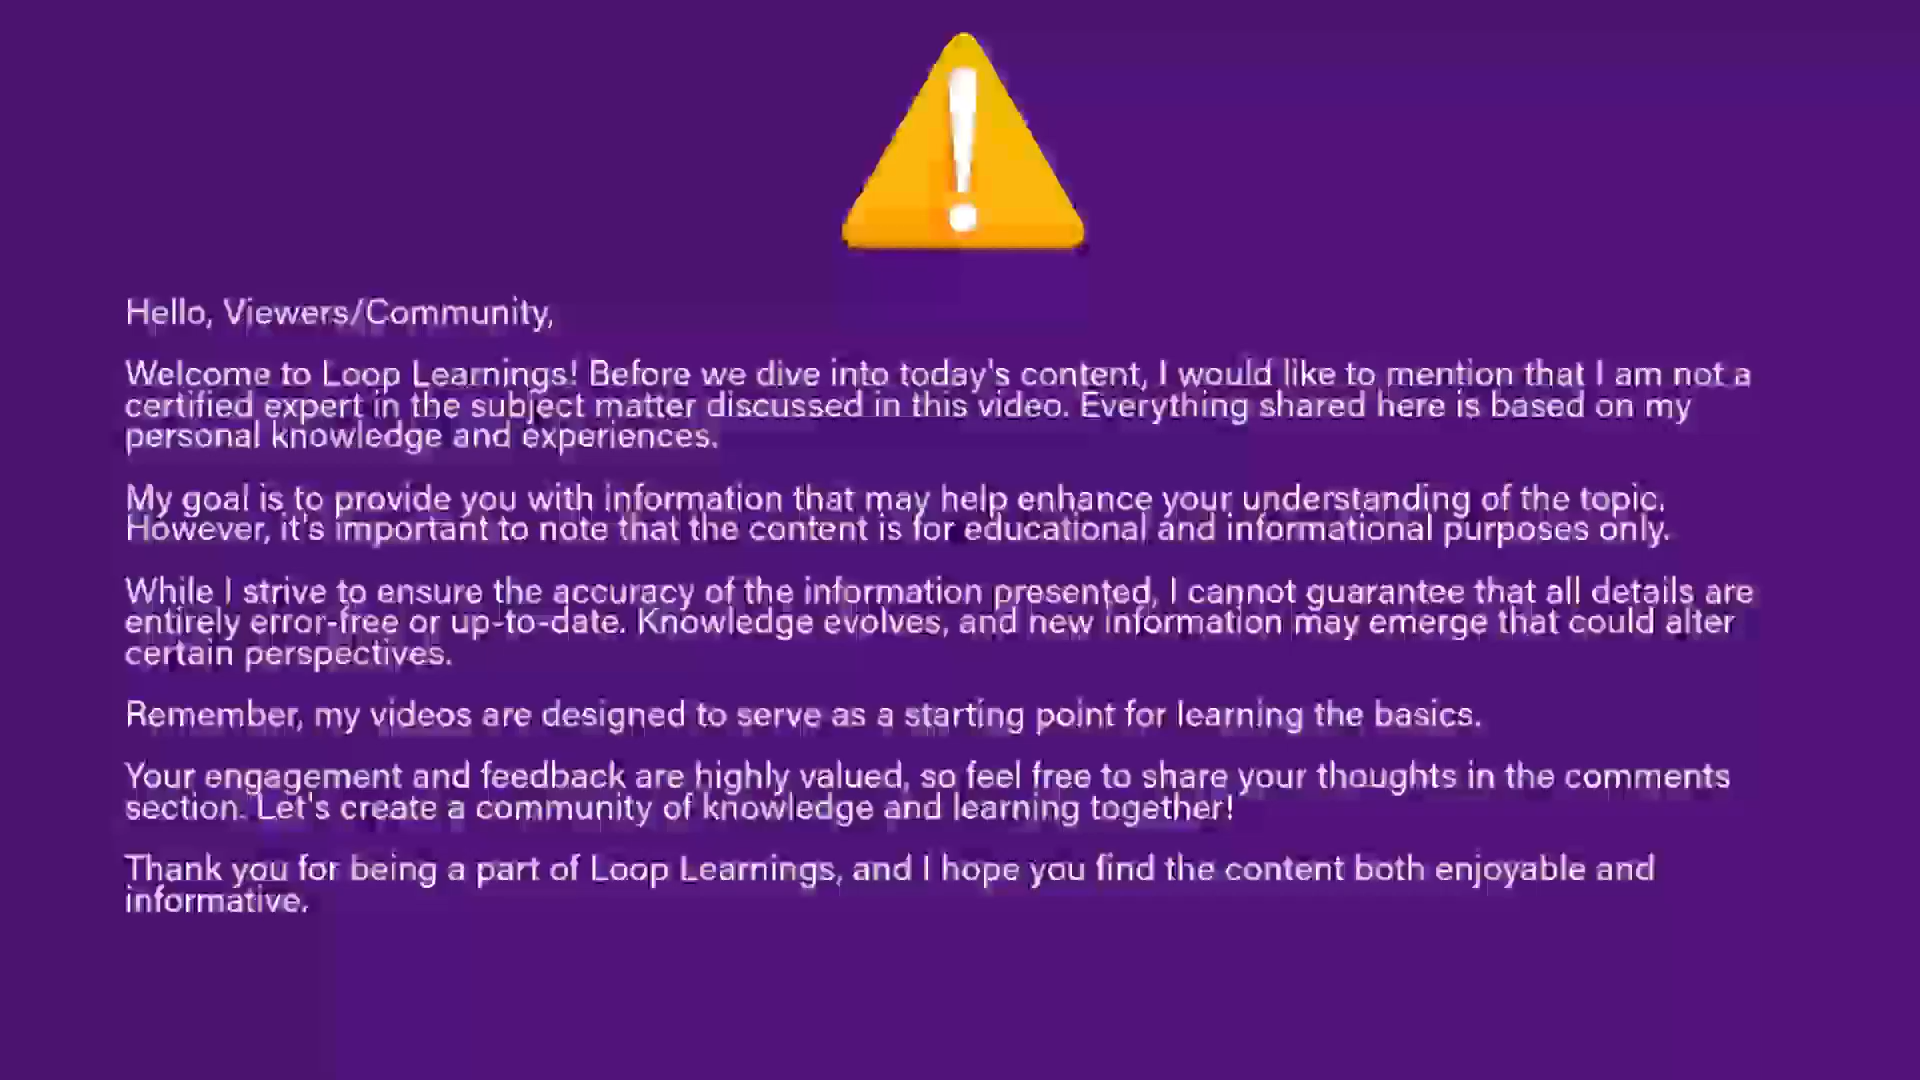 Hello, Viewers/Community,
Welcome to Loop Learnings! Before we dive into today's content, I would like to mention that I am not a
certified expert in the subject matter discussed in this video. Everything shared here is based on my
personal knowledge and experiences.
My goal is to provide you with information that may help enhance your understanding of the topic.
However, it's important to note that the content is for educational and informational purposes only.
While I strive to ensure the accuracy of the information presented, I cannot guarantee that all details are
entirely error-free or up-to-date. Knowledge evolves, and new information may emerge that could alter
certain perspectives.
Remember, my videos are designed to serve as a starting point for learning the basics.
Your engagement and feedback are highly valued, so feel free to share your thoughts in the comments
section. Let's create a community of knowledge and learning together!
Thank you for being a part of Loop Learnings, and I hope you find the content both enjoyable and
informative.